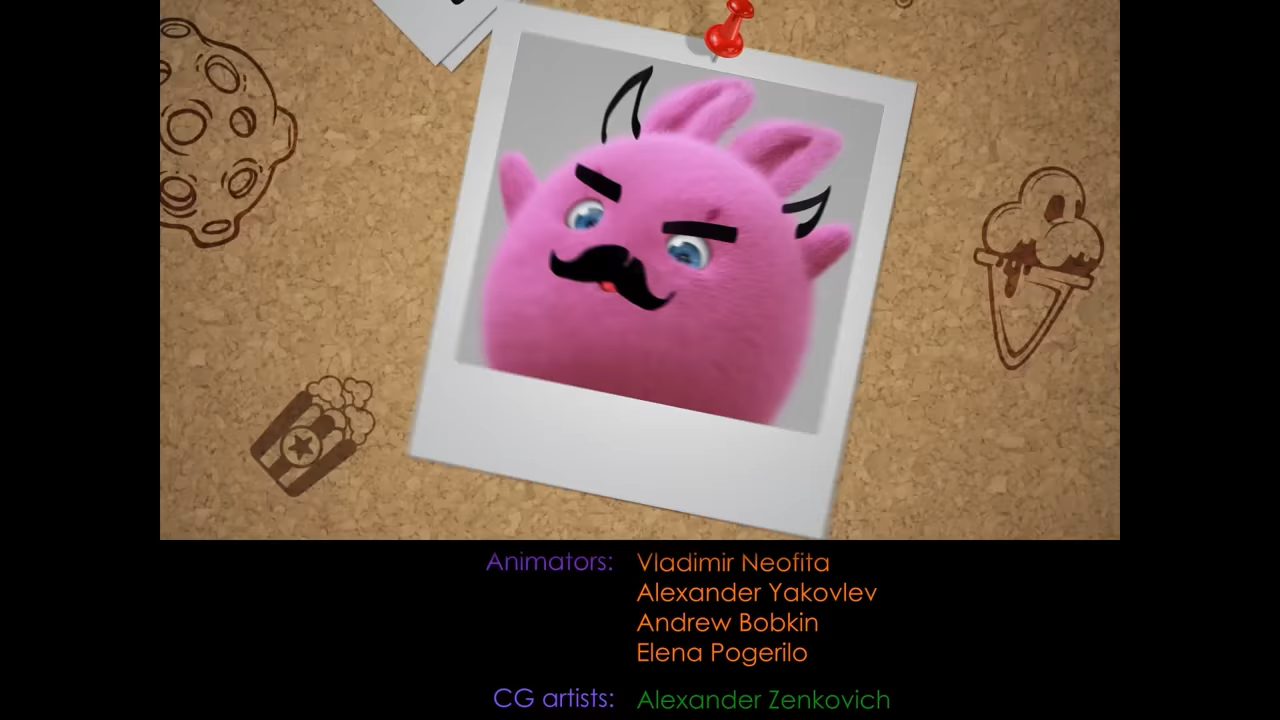 Animators: Vladimir Neofita
Alexander Yakovlev
Andrew Bobkin
Elena Pogerilo
CG artists: Alexander Zenkovich